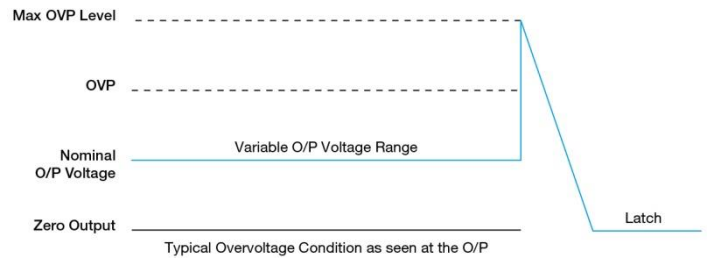 Max OVP Level
OVP
Variable O/P Voltage Range
Nominal
O/P Voltage
Zero Output
Latch
Typical Overvoltage Condition as seen at the O/P